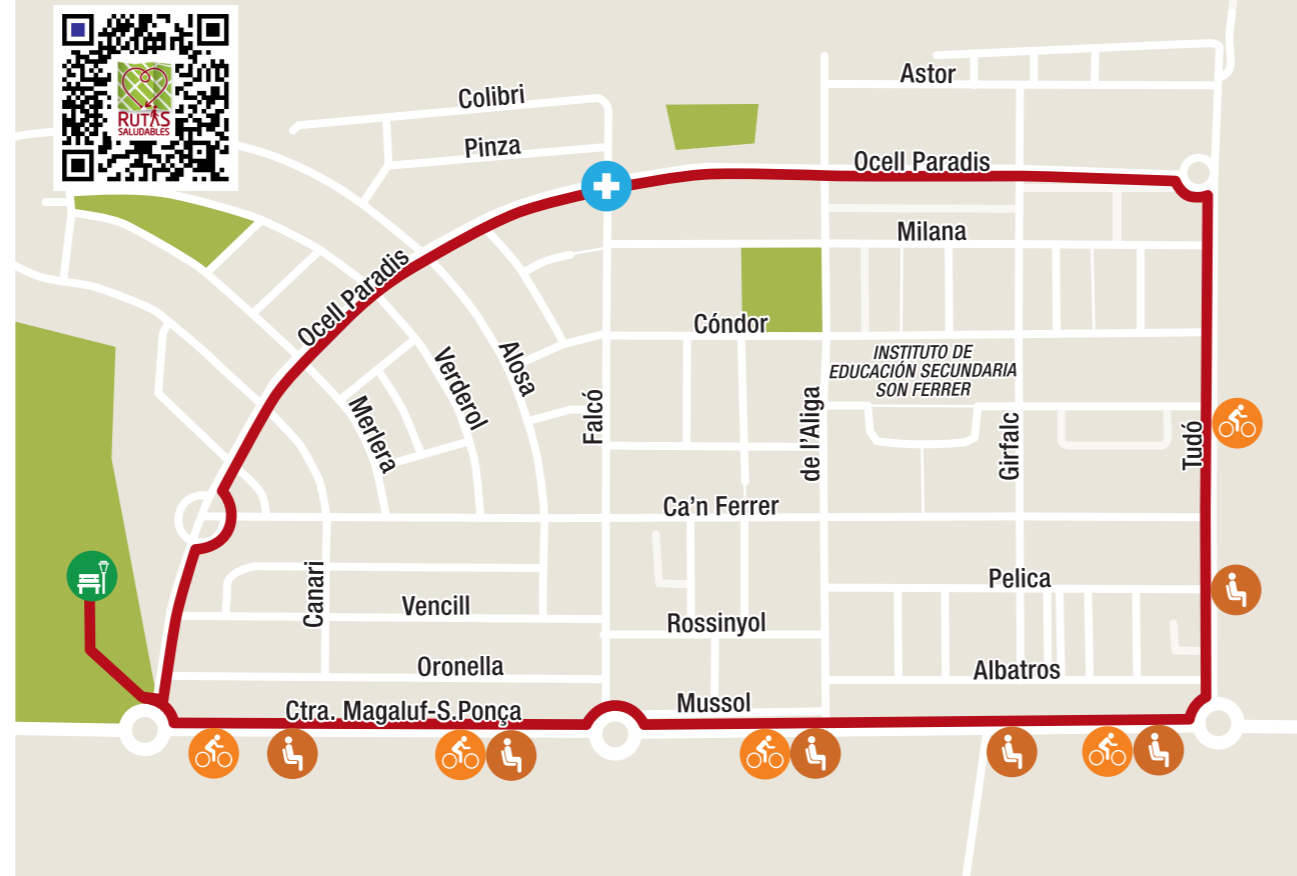 RUTAS
SALUDABLES
Astor
Colibri
Pinza
Ocell Paradis
Milana
Ocell Paradis
Cóndor
Alosa
Verderol
Merlera
INSTITUTO DE
EDUCACIÓN SECUNDARIA
SON FERRER
Falcó
de l'Aliga
Girfalc
Tudó
Ca'n Ferrer
Canari
Pelica
Vencill
Rossinyol
Oronella
Albatros
Mussol
Ctra. Magaluf-S.Ponça